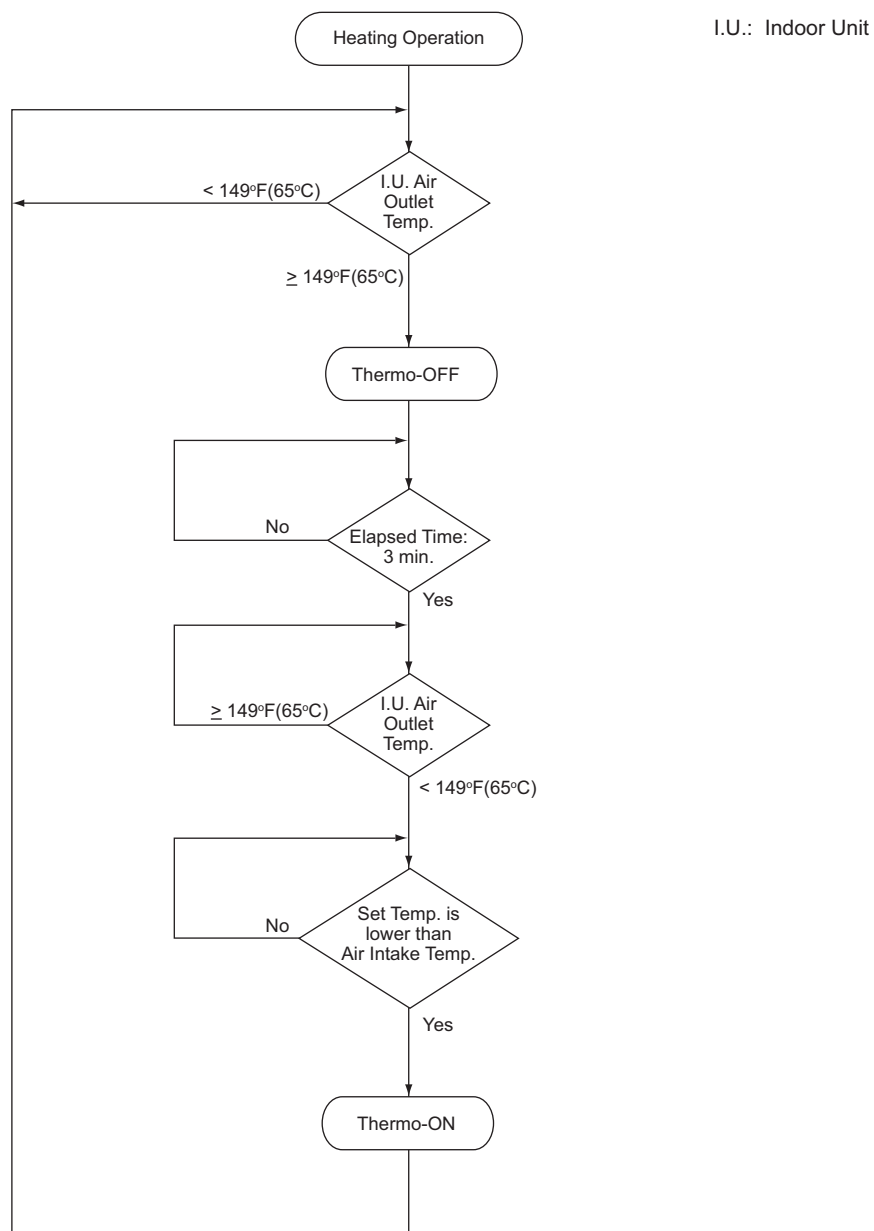 I.U.: Indoor Unit
Heating Operation
< 149°F(65°C)
I.U. Air
Outlet
Temp.
≥ 149°F(65°C)
Thermo-OFF
No
Elapsed Time:
3 min.
Yes
≥ 149°F(65°C)
I.U. Air
Outlet
Temp.
< 149°F(65°C)
No
Set Temp. is
lower than
Air Intake Temp.
Yes
Thermo-ON